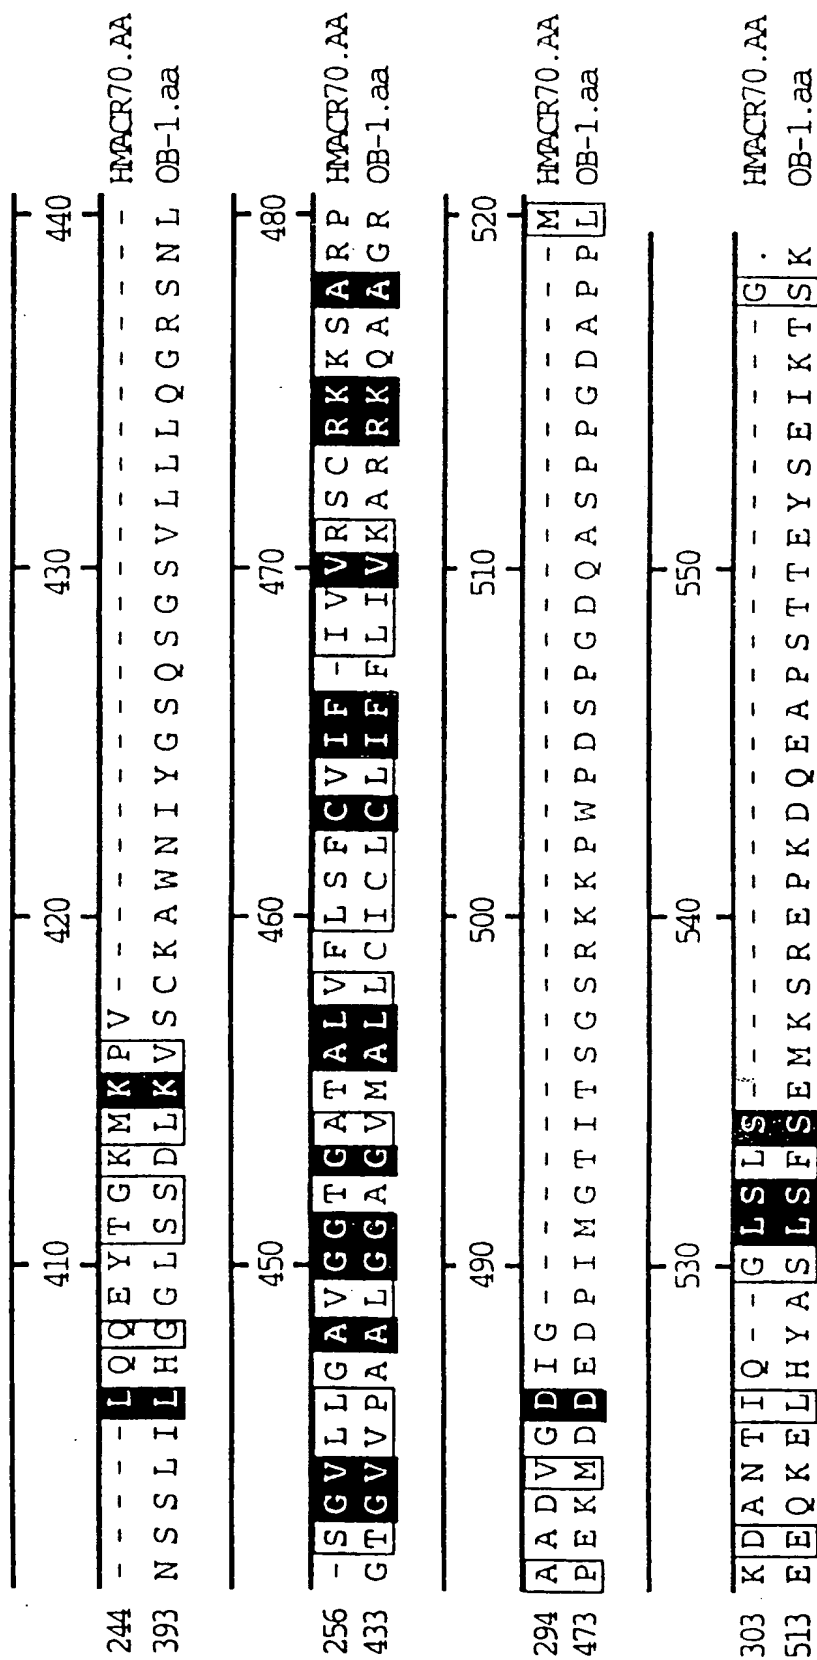 410 420 430 440
244 - - - - - L Q Q E Y T G K M K P V - - - - - - - - - - - - - - - - - - - - - - - HMACR70.AA
393 N S S L I L H G G L S S D L K V S C K A W N I Y G S Q S G S V L L L Q G R S N L OB-1.aa
450 460 470 480
256 - S G V L L G A V G G T G A T A L V F L S F C V I F - I V V R S C R K K S A R P HMACR70.AA
433 G T G V V P A A L G G A G V M A L L C I C L C L I F F L I V K A R R K Q A A G R OB-1.aa
490 500 510 520
294 A A D V G D I G - - - - - - - - - - - - - - - - - - - - - - - - - - - - - - - M HMACR70.AA
473 P E K M D D E D P I M G T I T S G S R K K P W P D S P G D Q A S P P G D A P P L OB-1.aa
530 540 550
303 K D A N T I Q - - G L S L S - - - - - - - - - - - - - - - - - - - - - - - G . HMACR70.AA
513 E E Q K E L H Y A S L S F S E M K S R E P K D Q E A P S T T E Y S E I K T S K OB-1.aa